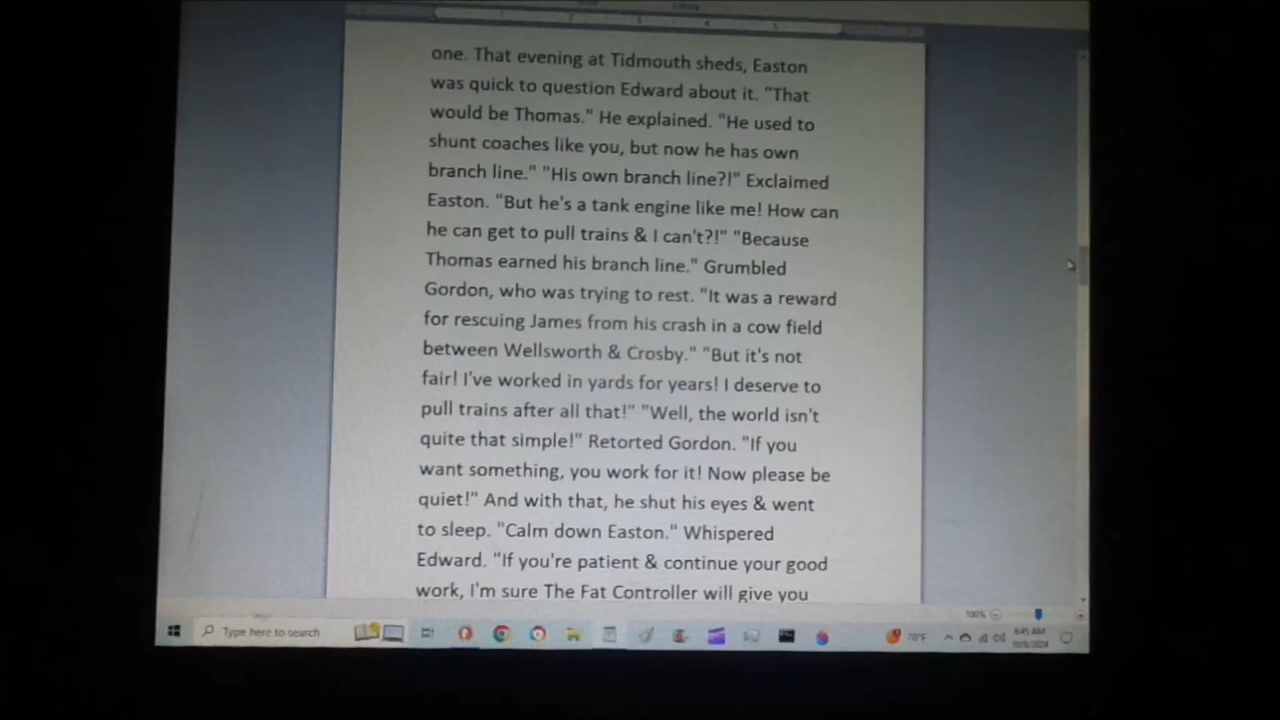 one. That evening at Tidmouth sheds, Easton
was quick to question Edward about it. "That
would be Thomas." He explained. "He used to
shunt coaches like you, but now he has own
branch line." "His own branch line?!" Exclaimed
Easton. "But he's a tank engine like me! How can
he can get to pull trains & I can't?!" "Because
Thomas earned his branch line." Grumbled
Gordon, who was trying to rest. "It was a reward
for rescuing James from his crash in a cow field
between Wellsworth & Crosby." "But it's not
fair! I've worked in yards for years! I deserve to
pull trains after all that!" "Well, the world isn't
quite that simple!" Retorted Gordon. "If you
want something, you work for it! Now please be
quiet!" And with that, he shut his eyes & went
to sleep. "Calm down Easton." Whispered
Edward. "If you're patient & continue your good
work, I'm sure The Fat Controller will give you
100%
Type here to search
78°F
6:45 AM
10/9/2024